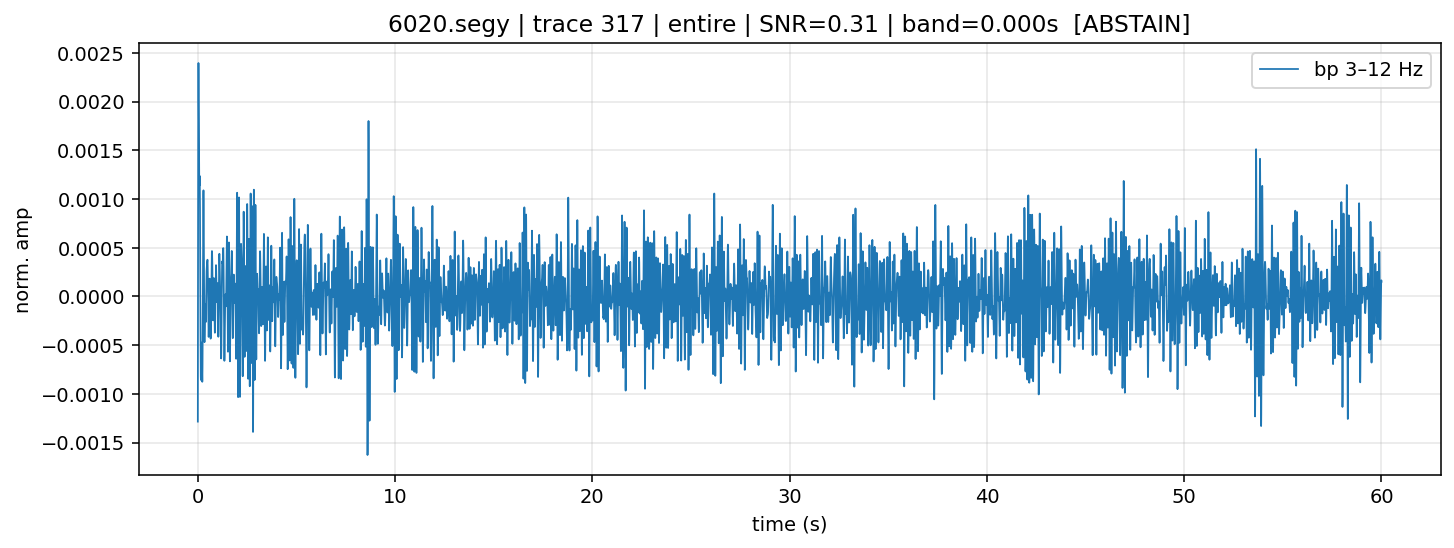 6020.segy | trace 317 | entire | SNR=0.31 | band=0.000s  [ABSTAIN]
bp 3–12 Hz
norm. amp
0.0025
0.0020
0.0015
0.0010
0.0005
0.0000
−0.0005
−0.0010
−0.0015
0 10 20 30 40 50 60
time (s)